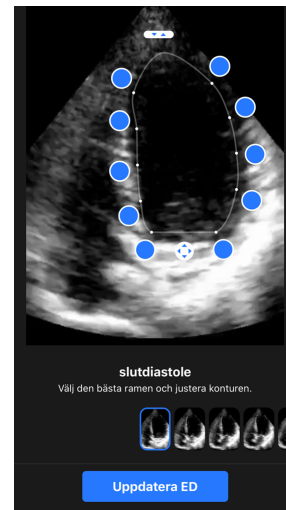 slutdiastole
Välj den bästa ramen och justera konturen.
Uppdatera ED